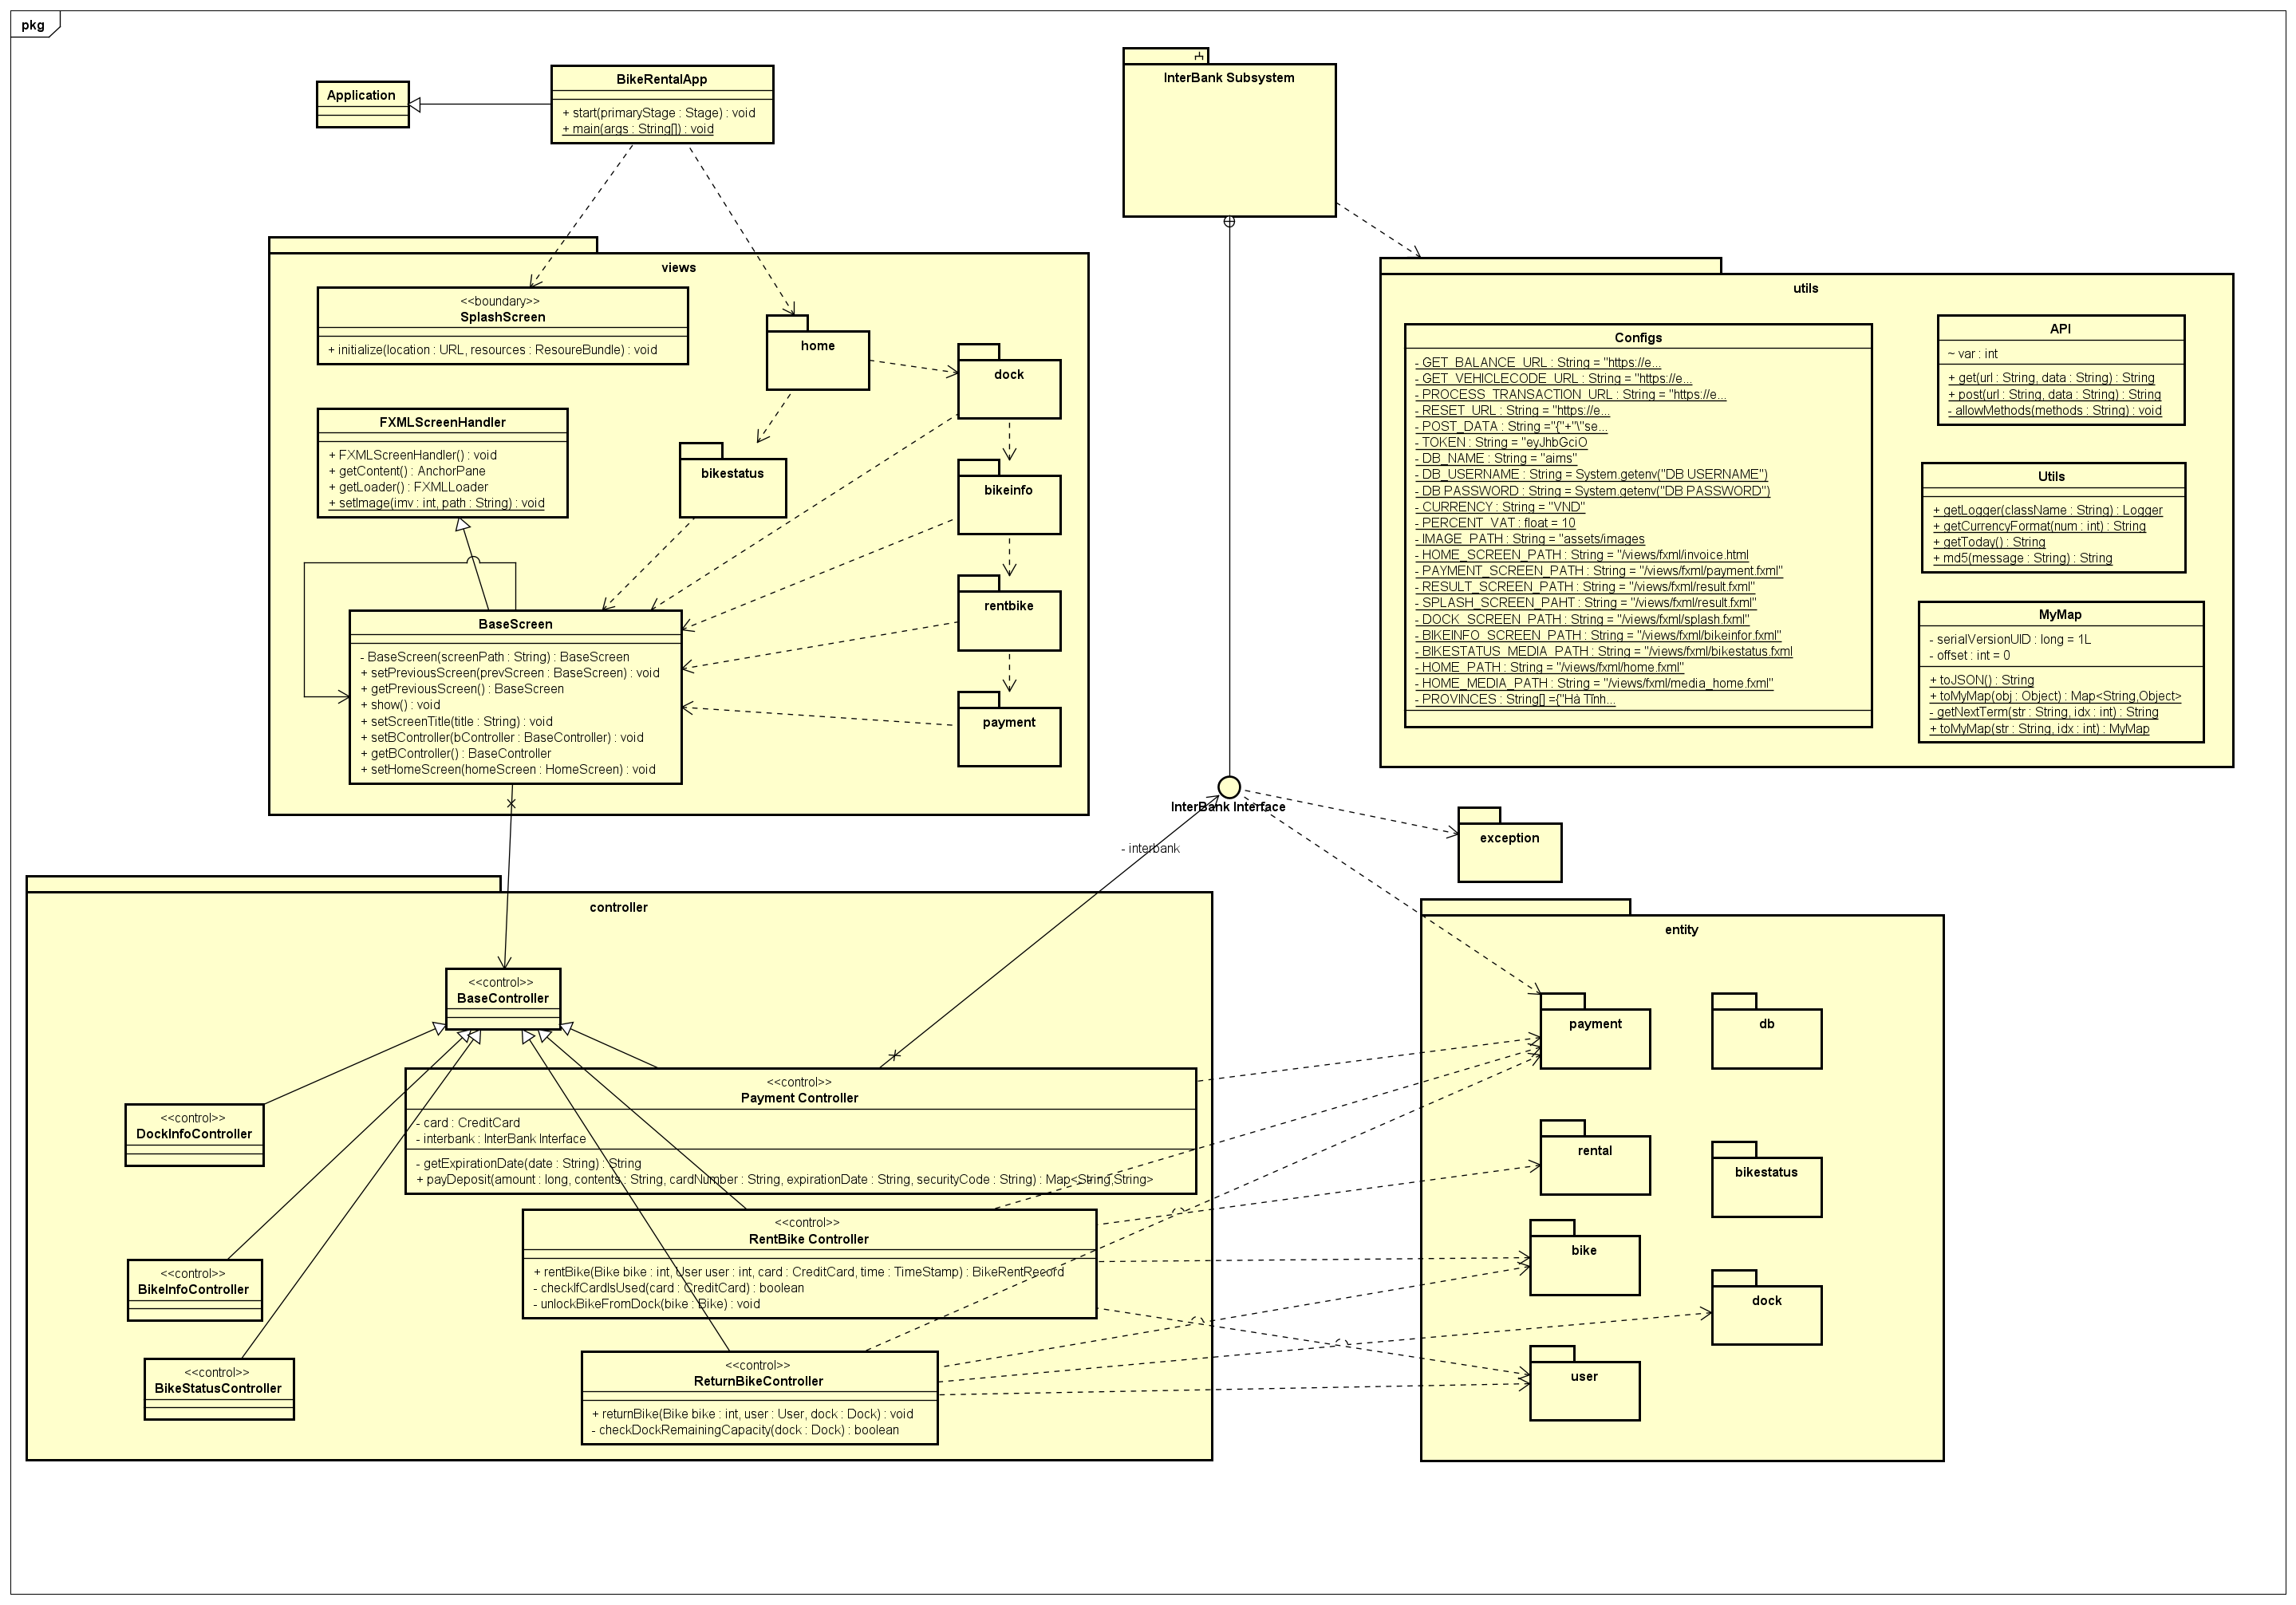 pkg
Application
BikeRentalApp
+ start(primaryStage : Stage) : void
+ main(args : String[]) : void
InterBank Subsystem
views
<<boundary>>
SplashScreen
+ initialize(location : URL, resources : ResoureBundle) : void
home
dock
FXMLScreenHandler
+ FXMLScreenHandler() : void
+ getContent() : AnchorPane
+ getLoader() : FXMLLoader
+ setImage(imv : int, path : String) : void
bikestatus
bikeinfo
rentbike
payment
BaseScreen
- BaseScreen(screenPath : String) : BaseScreen
+ setPreviousScreen(prevScreen : BaseScreen) : void
+ getPreviousScreen() : BaseScreen
+ show() : void
+ setScreenTitle(title : String) : void
+ setBController(bController : BaseController) : void
+ getBController() : BaseController
+ setHomeScreen(homeScreen : HomeScreen) : void
utils
Configs
- GET_BALANCE_URL : String = "https://e...
- GET_VEHICLECODE_URL : String = "https://e...
- PROCESS_TRANSACTION_URL : String = "https://e...
- RESET_URL : String = "https://e...
- POST_DATA : String ="{"+"\"se...
- TOKEN : String = "eyJhbGciO
- DB_NAME : String = "aims"
- DB_USERNAME : String = System.getenv("DB USERNAME")
- DB PASSWORD : String = System.getenv("DB PASSWORD")
- CURRENCY : String = "VND"
- PERCENT_VAT : float = 10
- IMAGE_PATH : String = "assets/images
- HOME_SCREEN_PATH : String = "/views/fxml/invoice.html
- PAYMENT_SCREEN_PATH : String = "/views/fxml/payment.fxml"
- RESULT_SCREEN_PATH : String = "/views/fxml/result.fxml"
- SPLASH_SCREEN_PAHT : String = "/views/fxml/result.fxml"
- DOCK_SCREEN_PATH : String = "/views/fxml/splash.fxml"
- BIKEINFO_SCREEN_PATH : String = "/views/fxml/bikeinfor.fxml"
- BIKESTATUS_MEDIA_PATH : String = "/views/fxml/bikestatus.fxml
- HOME_PATH : String = "/views/fxml/home.fxml"
- HOME_MEDIA_PATH : String = "/views/fxml/media_home.fxml"
- PROVINCES : String[] ={"Hà Tĩnh...
API
~ var : int
+ get(url : String, data : String) : String
+ post(url : String, data : String) : String
- allowMethods(methods : String) : void
Utils
+ getLogger(className : String) : Logger
+ getCurrencyFormat(num : int) : String
+ getToday() : String
+ md5(message : String) : String
MyMap
- serialVersionUID : long = 1L
- offset : int = 0
+ toJSON() : String
+ toMyMap(obj : Object) : Map<String,Object>
- getNextTerm(str : String, idx : int) : String
+ toMyMap(str : String, idx : int) : MyMap
InterBank Interface
- interbank
exception
controller
<<control>>
BaseController
<<control>>
DockInfoController
<<control>>
Payment Controller
- card : CreditCard
- interbank : InterBank Interface
- getExpirationDate(date : String) : String
+ payDeposit(amount : long, contents : String, cardNumber : String, expirationDate : String, securityCode : String) : Map<String,String>
<<control>>
RentBike Controller
+ rentBike(Bike bike : int, User user : int, card : CreditCard, time : TimeStamp) : BikeRentRecord
- checkIfCardIsUsed(card : CreditCard) : boolean
- unlockBikeFromDock(bike : Bike) : void
<<control>>
BikeInfoController
<<control>>
BikeStatusController
<<control>>
ReturnBikeController
+ returnBike(Bike bike : int, user : User, dock : Dock) : void
- checkDockRemainingCapacity(dock : Dock) : boolean
entity
payment
db
rental
bikestatus
bike
dock
user